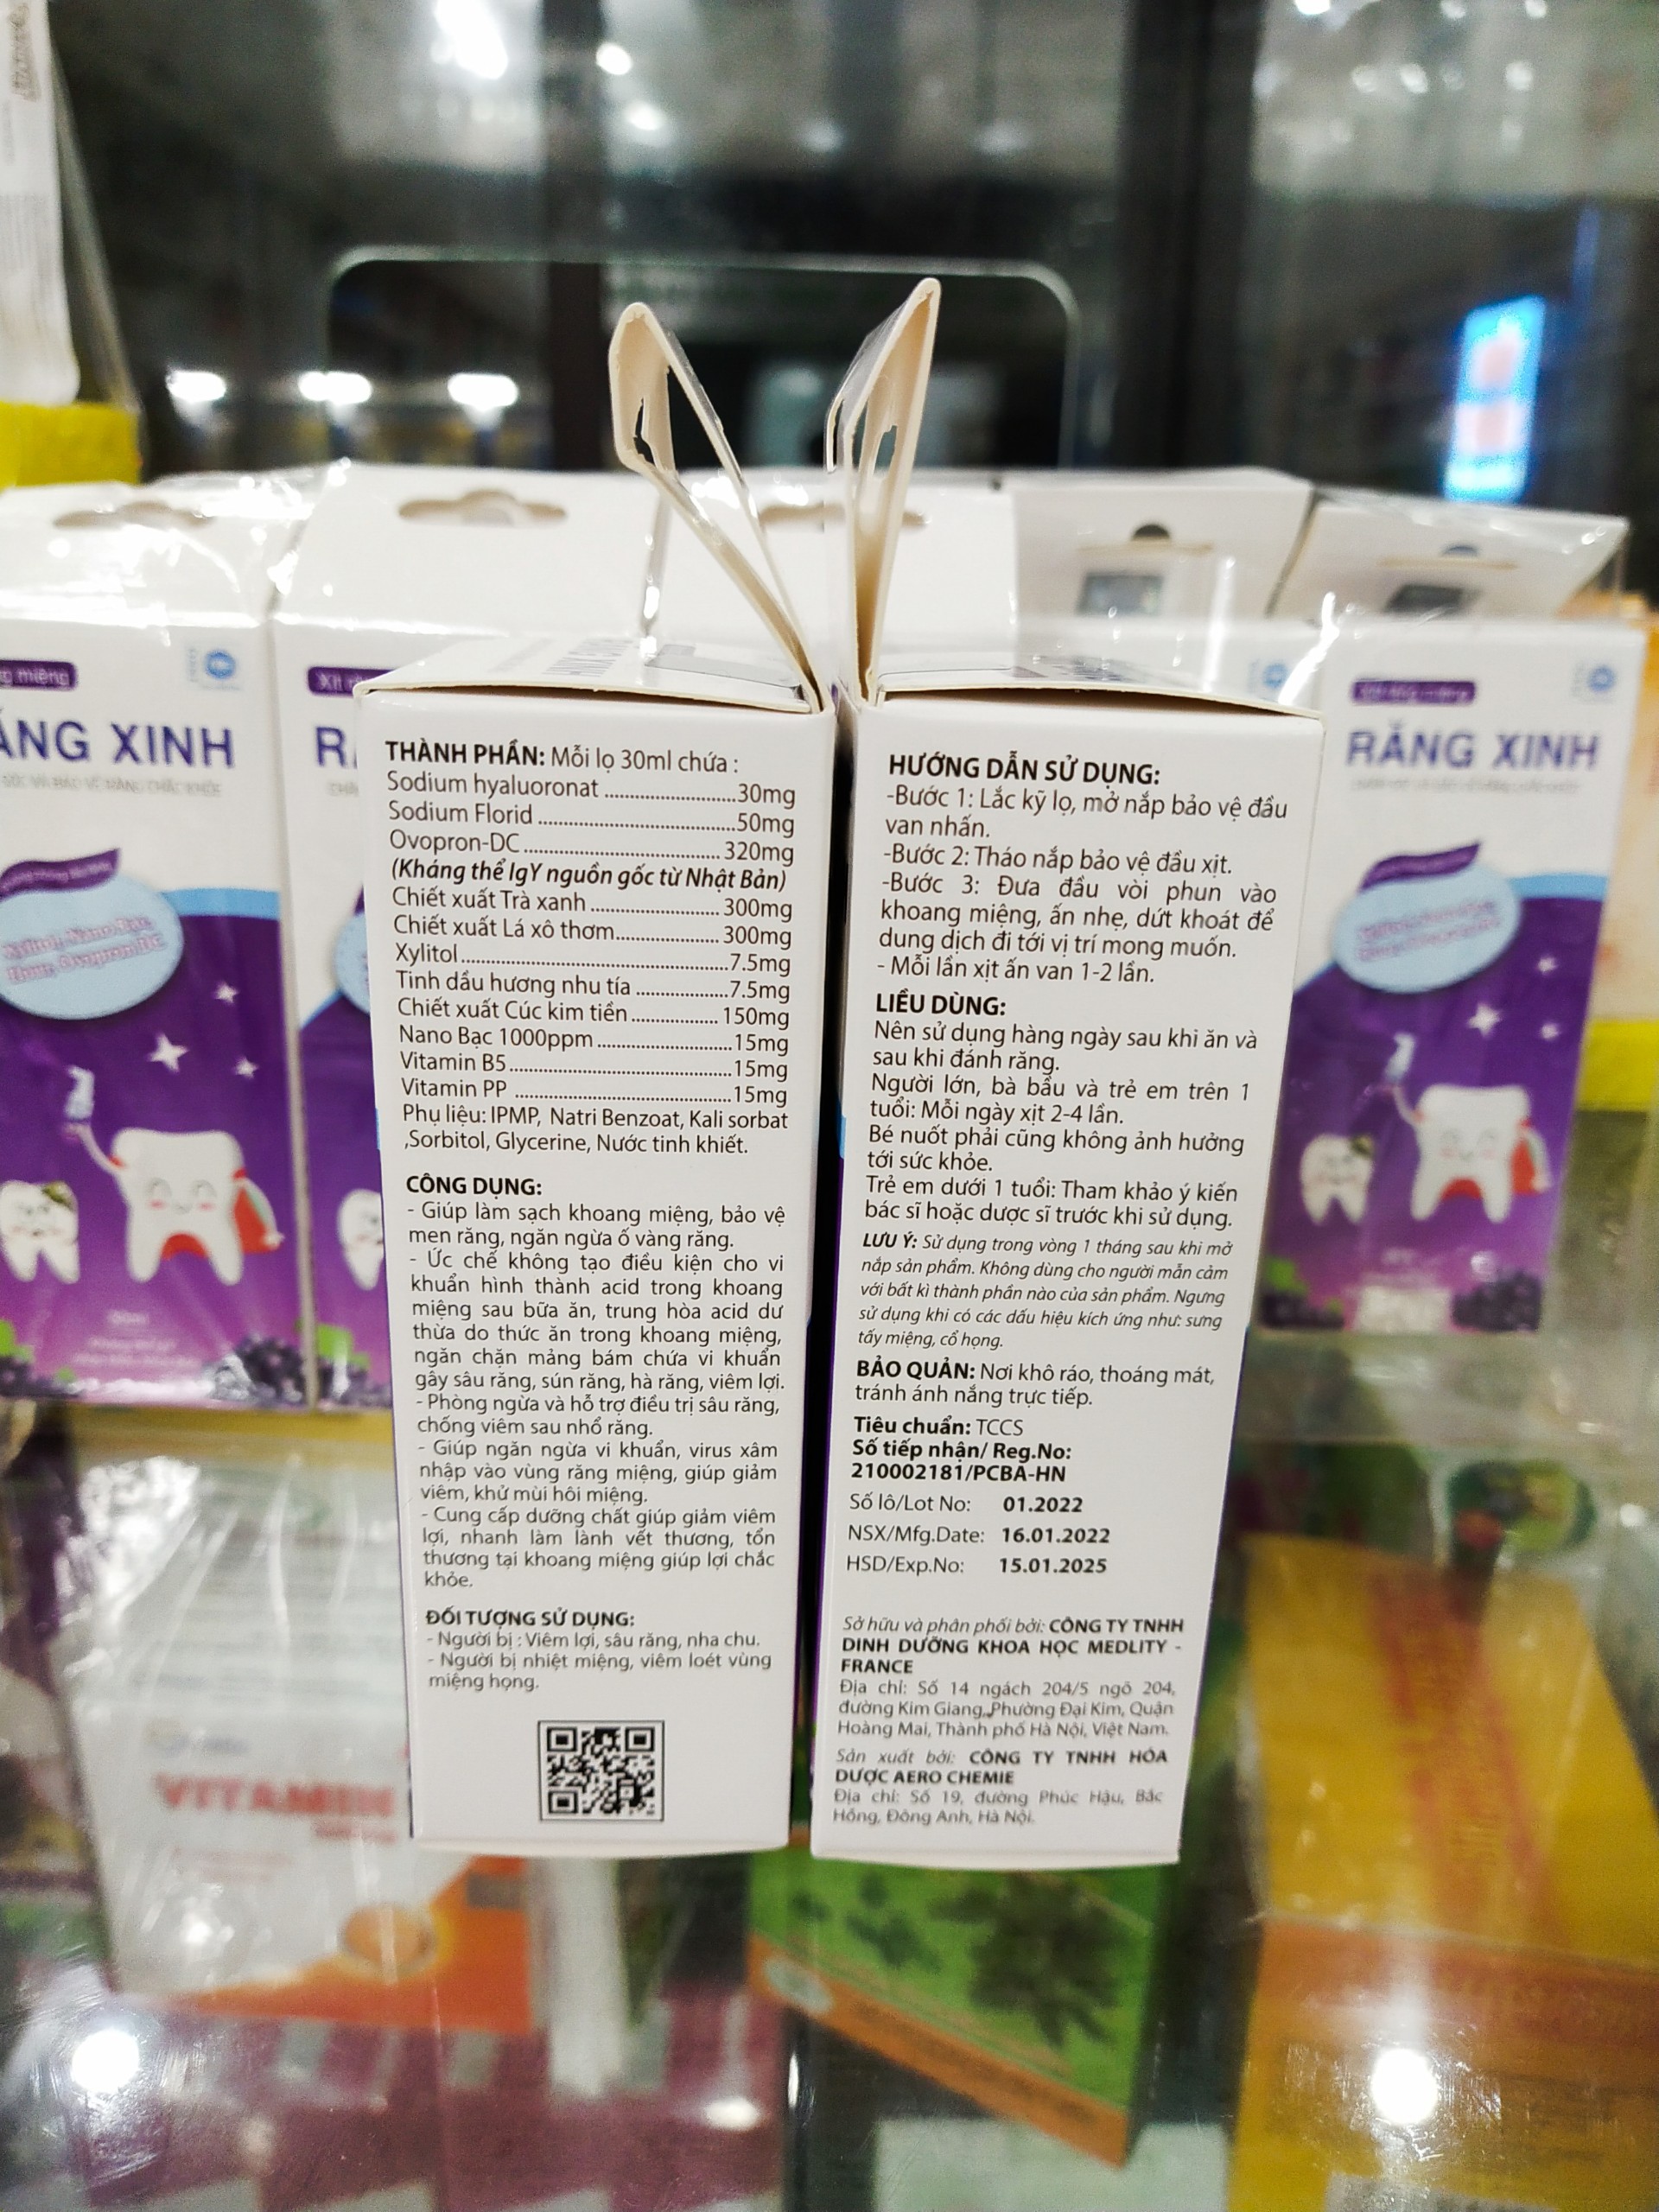 THÀNH PHẦN: Mỗi lọ 30ml chứa :
Sodium hyaluoronat ........................30mg
Sodium Florid ....................................50mg
Ovopron-DC .................................... 320mg
(Kháng thể IgY nguồn gốc từ Nhật Bản)
Chiết xuất Trà xanh ........................ 300mg
Chiết xuất Lá xô thơm................... 300mg
Xylitol.................................................7.5mg
Tinh dầu hương nhu tía .................7.5mg
Chiết xuất Cúc kim tiền................ 150mg
Nano Bạc 1000ppm .........................15mg
Vitamin B5.........................................15mg
Vitamin PP ........................................15mg
Phụ liệu: IPMP, Natri Benzoat, Kali sorbat
,Sorbitol, Glycerine, Nước tinh khiết.
CÔNG DỤNG:
- Giúp làm sạch khoang miệng, bảo vệ
men răng, ngăn ngừa ố vàng răng.
- Ức chế không tạo điều kiện cho vi
khuẩn hình thành acid trong khoang
miệng sau bữa ăn, trung hòa acid dư
thừa do thức ăn trong khoang miệng,
ngăn chặn mảng bám chứa vi khuẩn
gây sâu răng, sún răng, hà răng, viêm lợi.
- Phòng ngừa và hỗ trợ điều trị sâu răng,
chống viêm sau nhổ răng.
- Giúp ngăn ngừa vi khuẩn, virus xâm
nhập vào vùng răng miệng, giúp giảm
viêm, khử mùi hôi miệng.
- Cung cấp dưỡng chất giúp giảm viêm
lợi, nhanh làm lành vết thương, tổn
thương tại khoang miệng giúp lợi chắc
khỏe.
ĐỐI TƯỢNG SỬ DỤNG:
- Người bị : Viêm lợi, sâu răng, nha chu.
- Người bị nhiệt miệng, viêm loét vùng
miệng họng.
HƯỚNG DẪN SỬ DỤNG:
-Bước 1: Lắc kỹ lọ, mở nắp bảo vệ đầu
van nhấn.
-Bước 2: Tháo nắp bảo vệ đầu xịt.
-Bước 3: Đưa đầu vòi phun vào
khoang miệng, ấn nhẹ, dứt khoát để
dung dịch đi tới vị trí mong muốn.
- Mỗi lần xịt ấn van 1-2 lần.
LIỀU DÙNG:
Nên sử dụng hàng ngày sau khi ăn và
sau khi đánh răng.
Người lớn, bà bầu và trẻ em trên 1
tuổi: Mỗi ngày xịt 2-4 lần.
Bé nuốt phải cũng không ảnh hưởng
tới sức khỏe.
Trẻ em dưới 1 tuổi: Tham khảo ý kiến
bác sĩ hoặc dược sĩ trước khi sử dụng.
LƯU Ý: Sử dụng trong vòng 1 tháng sau khi mở
nắp sản phẩm. Không dùng cho người mẫn cảm
với bất kì thành phần nào của sản phẩm. Ngưng
sử dụng khi có các dấu hiệu kích ứng như: sưng
tấy miệng, cổ họng.
BẢO QUẢN: Nơi khô ráo, thoáng mát,
tránh ánh nắng trực tiếp.
Tiêu chuẩn: TCCS
Số tiếp nhận/ Reg.No:
210002181/PCBA-HN
Số lô/Lot No: 01.2022
NSX/Mfg.Date: 16.01.2022
HSD/Exp.No: 15.01.2025
Sở hữu và phân phối bởi: CÔNG TY TNHH
DINH DƯỠNG KHOA HỌC MEDLITY -
FRANCE
Địa chỉ: Số 14 ngách 204/5 ngõ 204,
đường Kim Giang, Phường Đại Kim, Quận
Hoàng Mai, Thành phố Hà Nội, Việt Nam.
Sản xuất bởi: CÔNG TY TNHH HÓA
DƯỢC AERO CHEMIE
Địa chỉ: Số 19, đường Phúc Hậu, Bắc
Hồng, Đông Anh, Hà Nội.
RĂNG XINH
XINH
miệng
VITAMIN